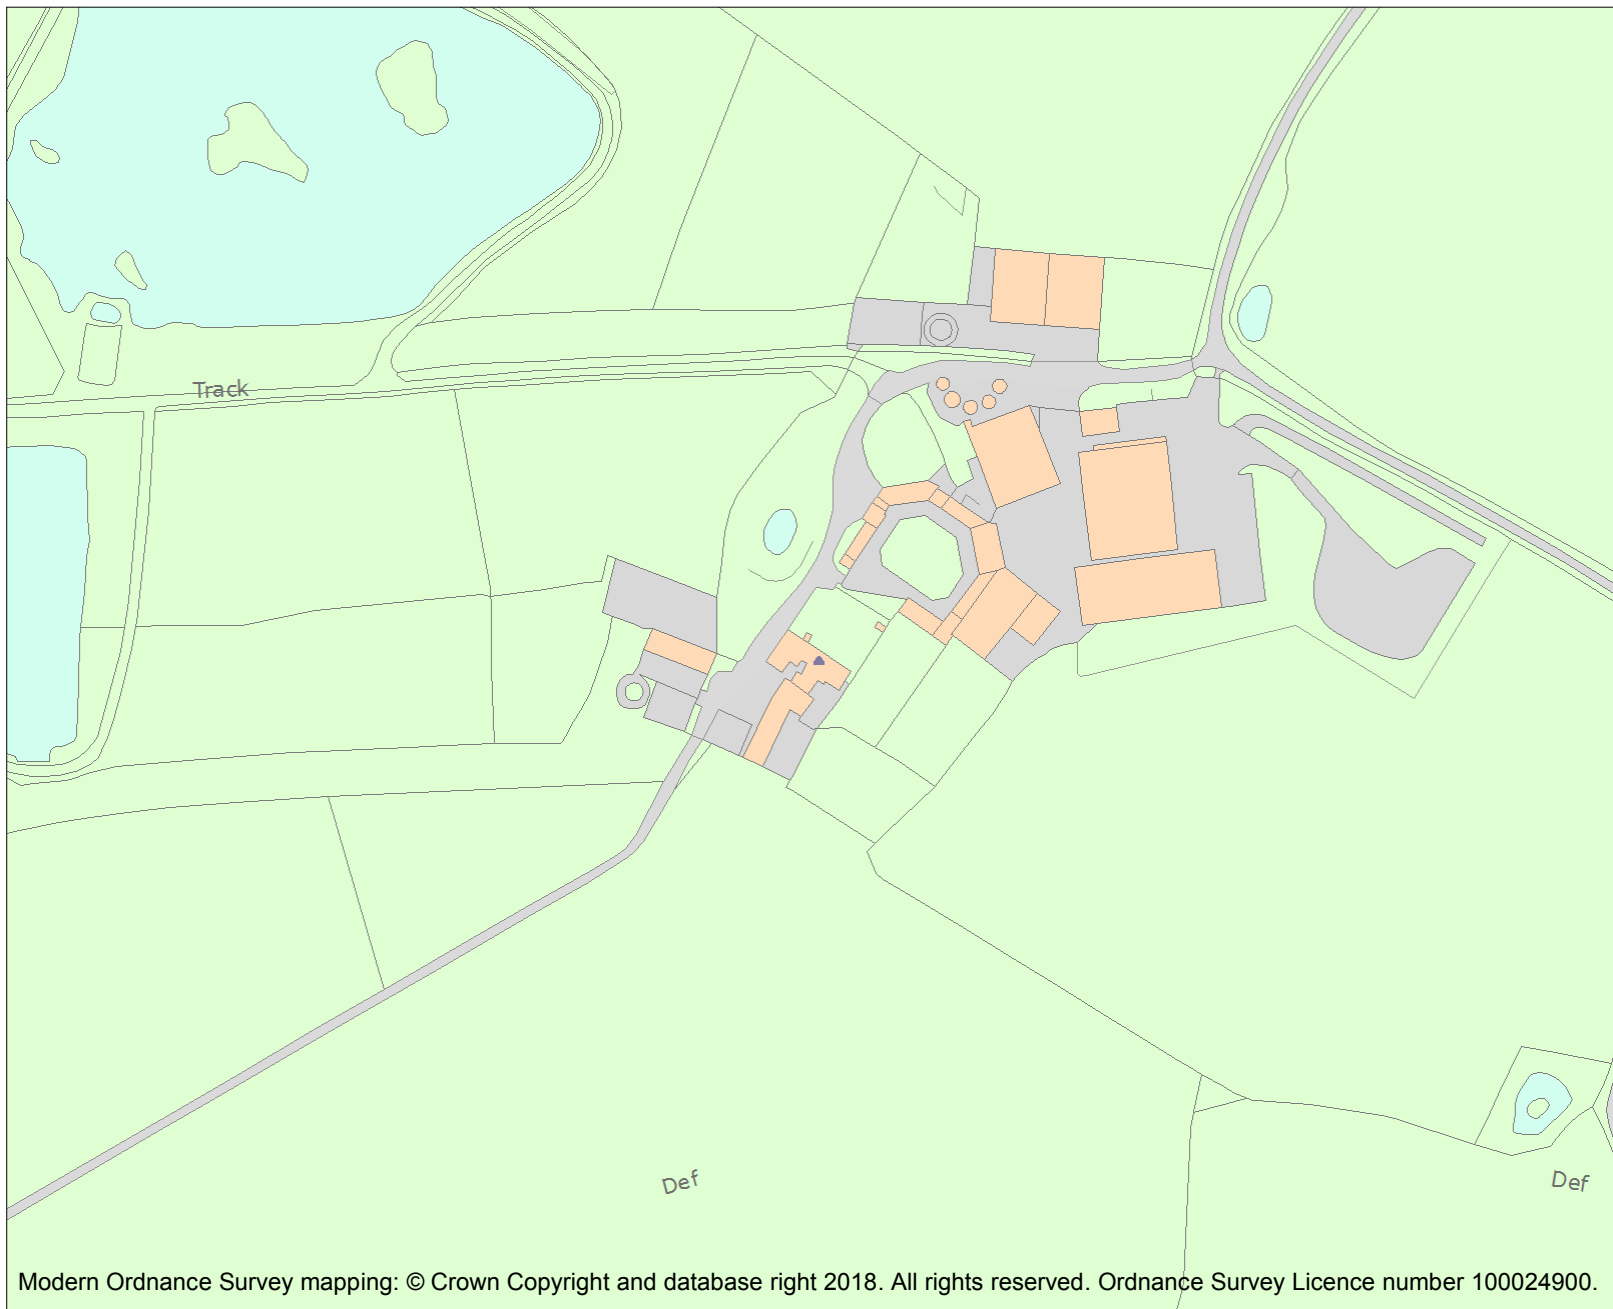 Track
Def
Def
Modern Ordnance Survey mapping: © Crown Copyright and database right 2018. All rights reserved. Ordnance Survey Licence number 100024900.